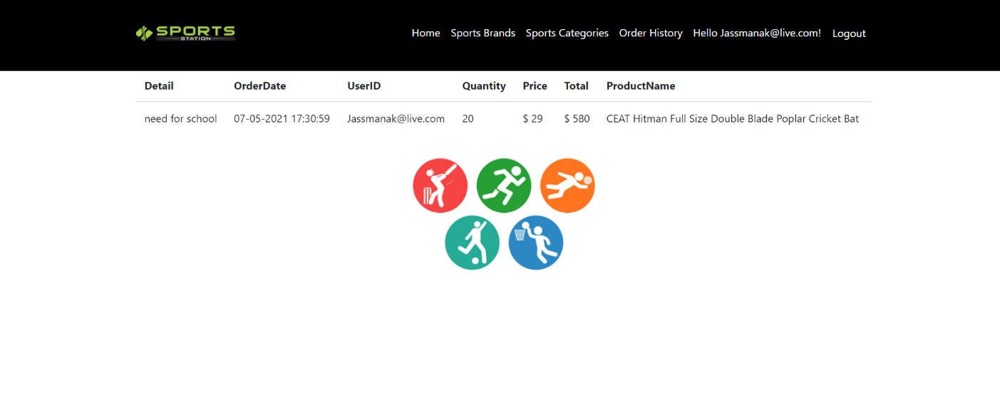 SPORTS
STATION
Home Sports Brands Sports Categories Order History Hello Jassmanak@live.com! Logout
Detail OrderDate UserID Quantity Price Total ProductName
need for school 07-05-2021 17:30:59 Jassmanak@live.com 20 $ 29 $ 580 CEAT Hitman Full Size Double Blade Poplar Cricket Bat